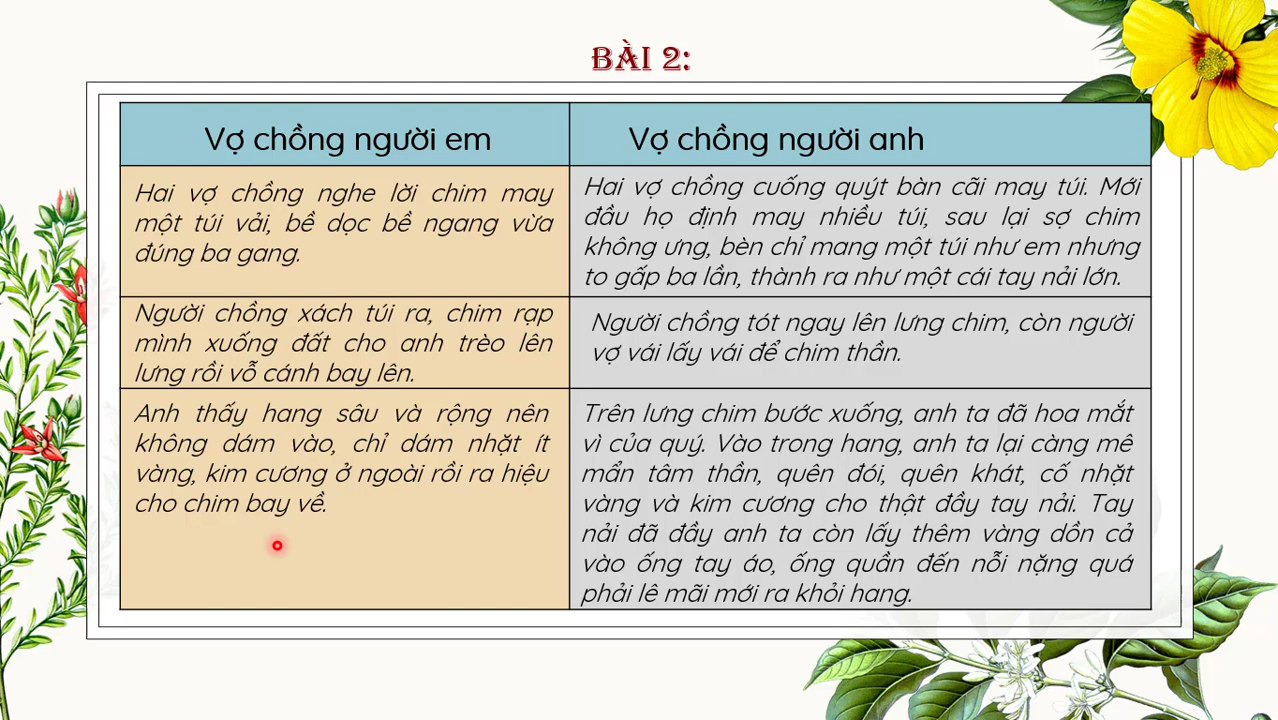 BÀI 2:
Vợ chồng người em
Vợ chồng người anh
Hai vợ chồng nghe lời chim may
một túi vải, bề dọc bề ngang vừa
đúng ba gang.
Hai vợ chồng cuống quýt bàn cãi may túi. Mới
đầu họ định may nhiều túi, sau lại sợ chim
không ưng, bèn chỉ mang một túi như em nhưng
to gấp ba lần, thành ra như một cái tay nải lớn.
Người chồng xách túi ra, chim rạp
mình xuống đất cho anh trèo lên
lưng rồi vỗ cánh bay lên.
Người chồng tót ngay lên lưng chim, còn người
vợ vái lấy vái để chim thần.
Anh thấy hang sâu và rộng nên
không dám vào, chỉ dám nhặt ít
vàng, kim cương ở ngoài rồi ra hiệu
cho chim bay về.
Trên lưng chim bước xuống, anh ta đã hoa mắt
vì của quý. Vào trong hang, anh ta lại càng mê
mẩn tâm thần, quên đói, quên khát, cố nhặt
vàng và kim cương cho thật đầy tay nải. Tay
nải đã đầy anh ta còn lấy thêm vàng dồn cả
vào ống tay áo, ống quần đến nỗi nặng quá
phải lê mãi mới ra khỏi hang.